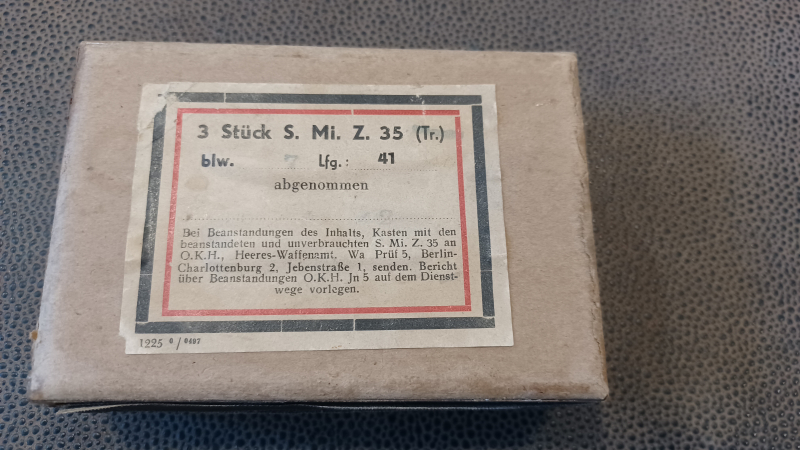 3 Stück S. Mi. Z. 35 (Tr.)
blw. 7 Lfg.: 41
abgenommen
Bei Beanstandungen des Inhalts, Kasten mit den
beanstandeten und unverbrauchten S. Mi. Z. 35 an
O.K.H., Heeres-Waffenamt. Wa Prüf 5, Berlin-
Charlottenburg 2, Jebenstraße 1, senden. Bericht
über Beanstandungen O.K.H. Jn 5 auf dem Dienst-
wege vorlegen.
1225